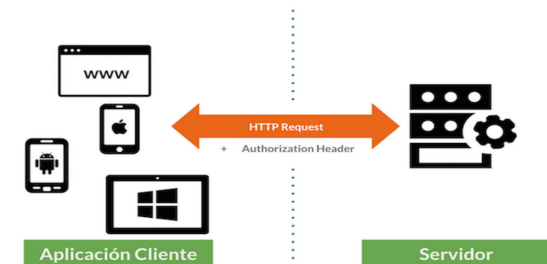 www
HTTP Request
+ Authorization Header
Aplicación Cliente
Servidor